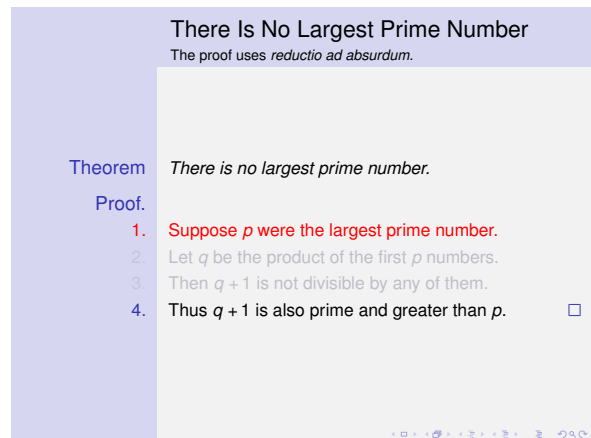 There Is No Largest Prime Number
The proof uses reductio ad absurdum.
Theorem There is no largest prime number.
Proof.
1. Suppose p were the largest prime number.
2. Let q be the product of the first p numbers.
3. Then q + 1 is not divisible by any of them.
4. Thus q + 1 is also prime and greater than p. □